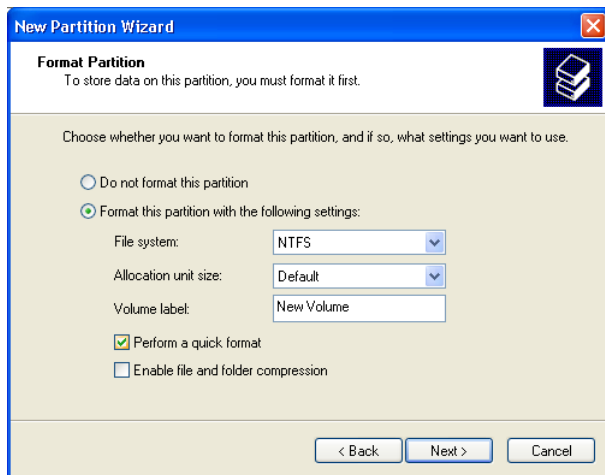 New Partition Wizard
Format Partition
To store data on this partition, you must format it first.
Choose whether you want to format this partition, and if so, what settings you want to use.
Do not format this partition
Format this partition with the following settings:
File system: NTFS
Allocation unit size: Default
Volume label: New Volume
Perform a quick format
Enable file and folder compression
< Back Next > Cancel